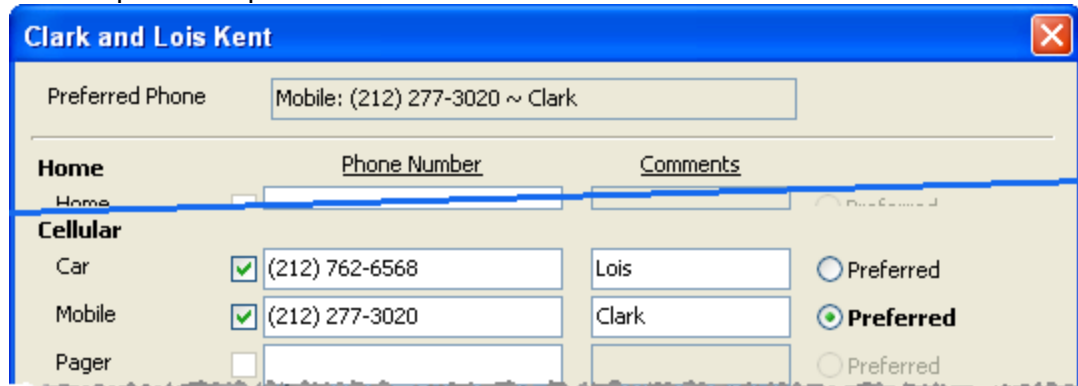 Clark and Lois Kent
Preferred Phone Mobile: (212) 277-3020 ~ Clark
Home Phone Number Comments
Home
Cellular
Car (212) 762-6568 Lois Preferred
Mobile (212) 277-3020 Clark Preferred
Pager Preferred